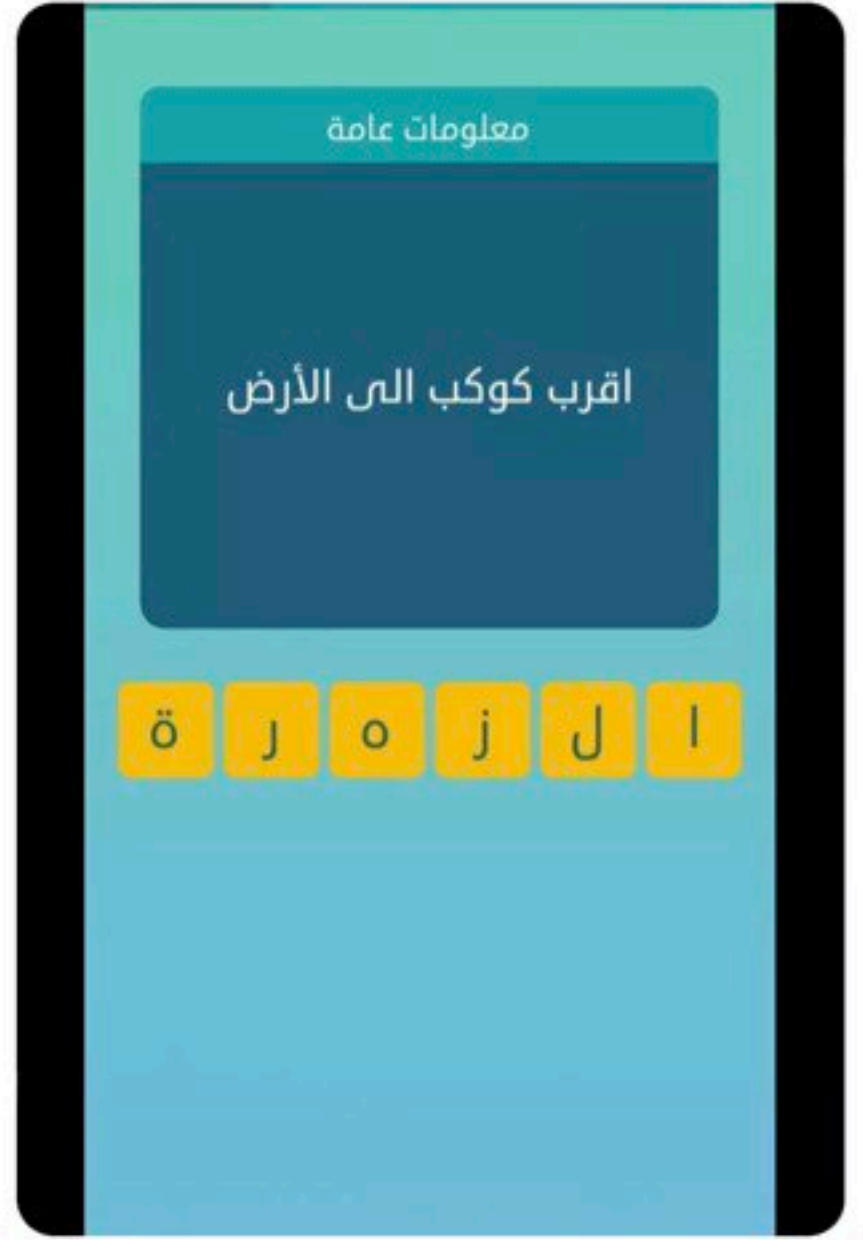 معلومات عامة
اقرب كوكب الى الأرض
ا ل ز ه ر ة